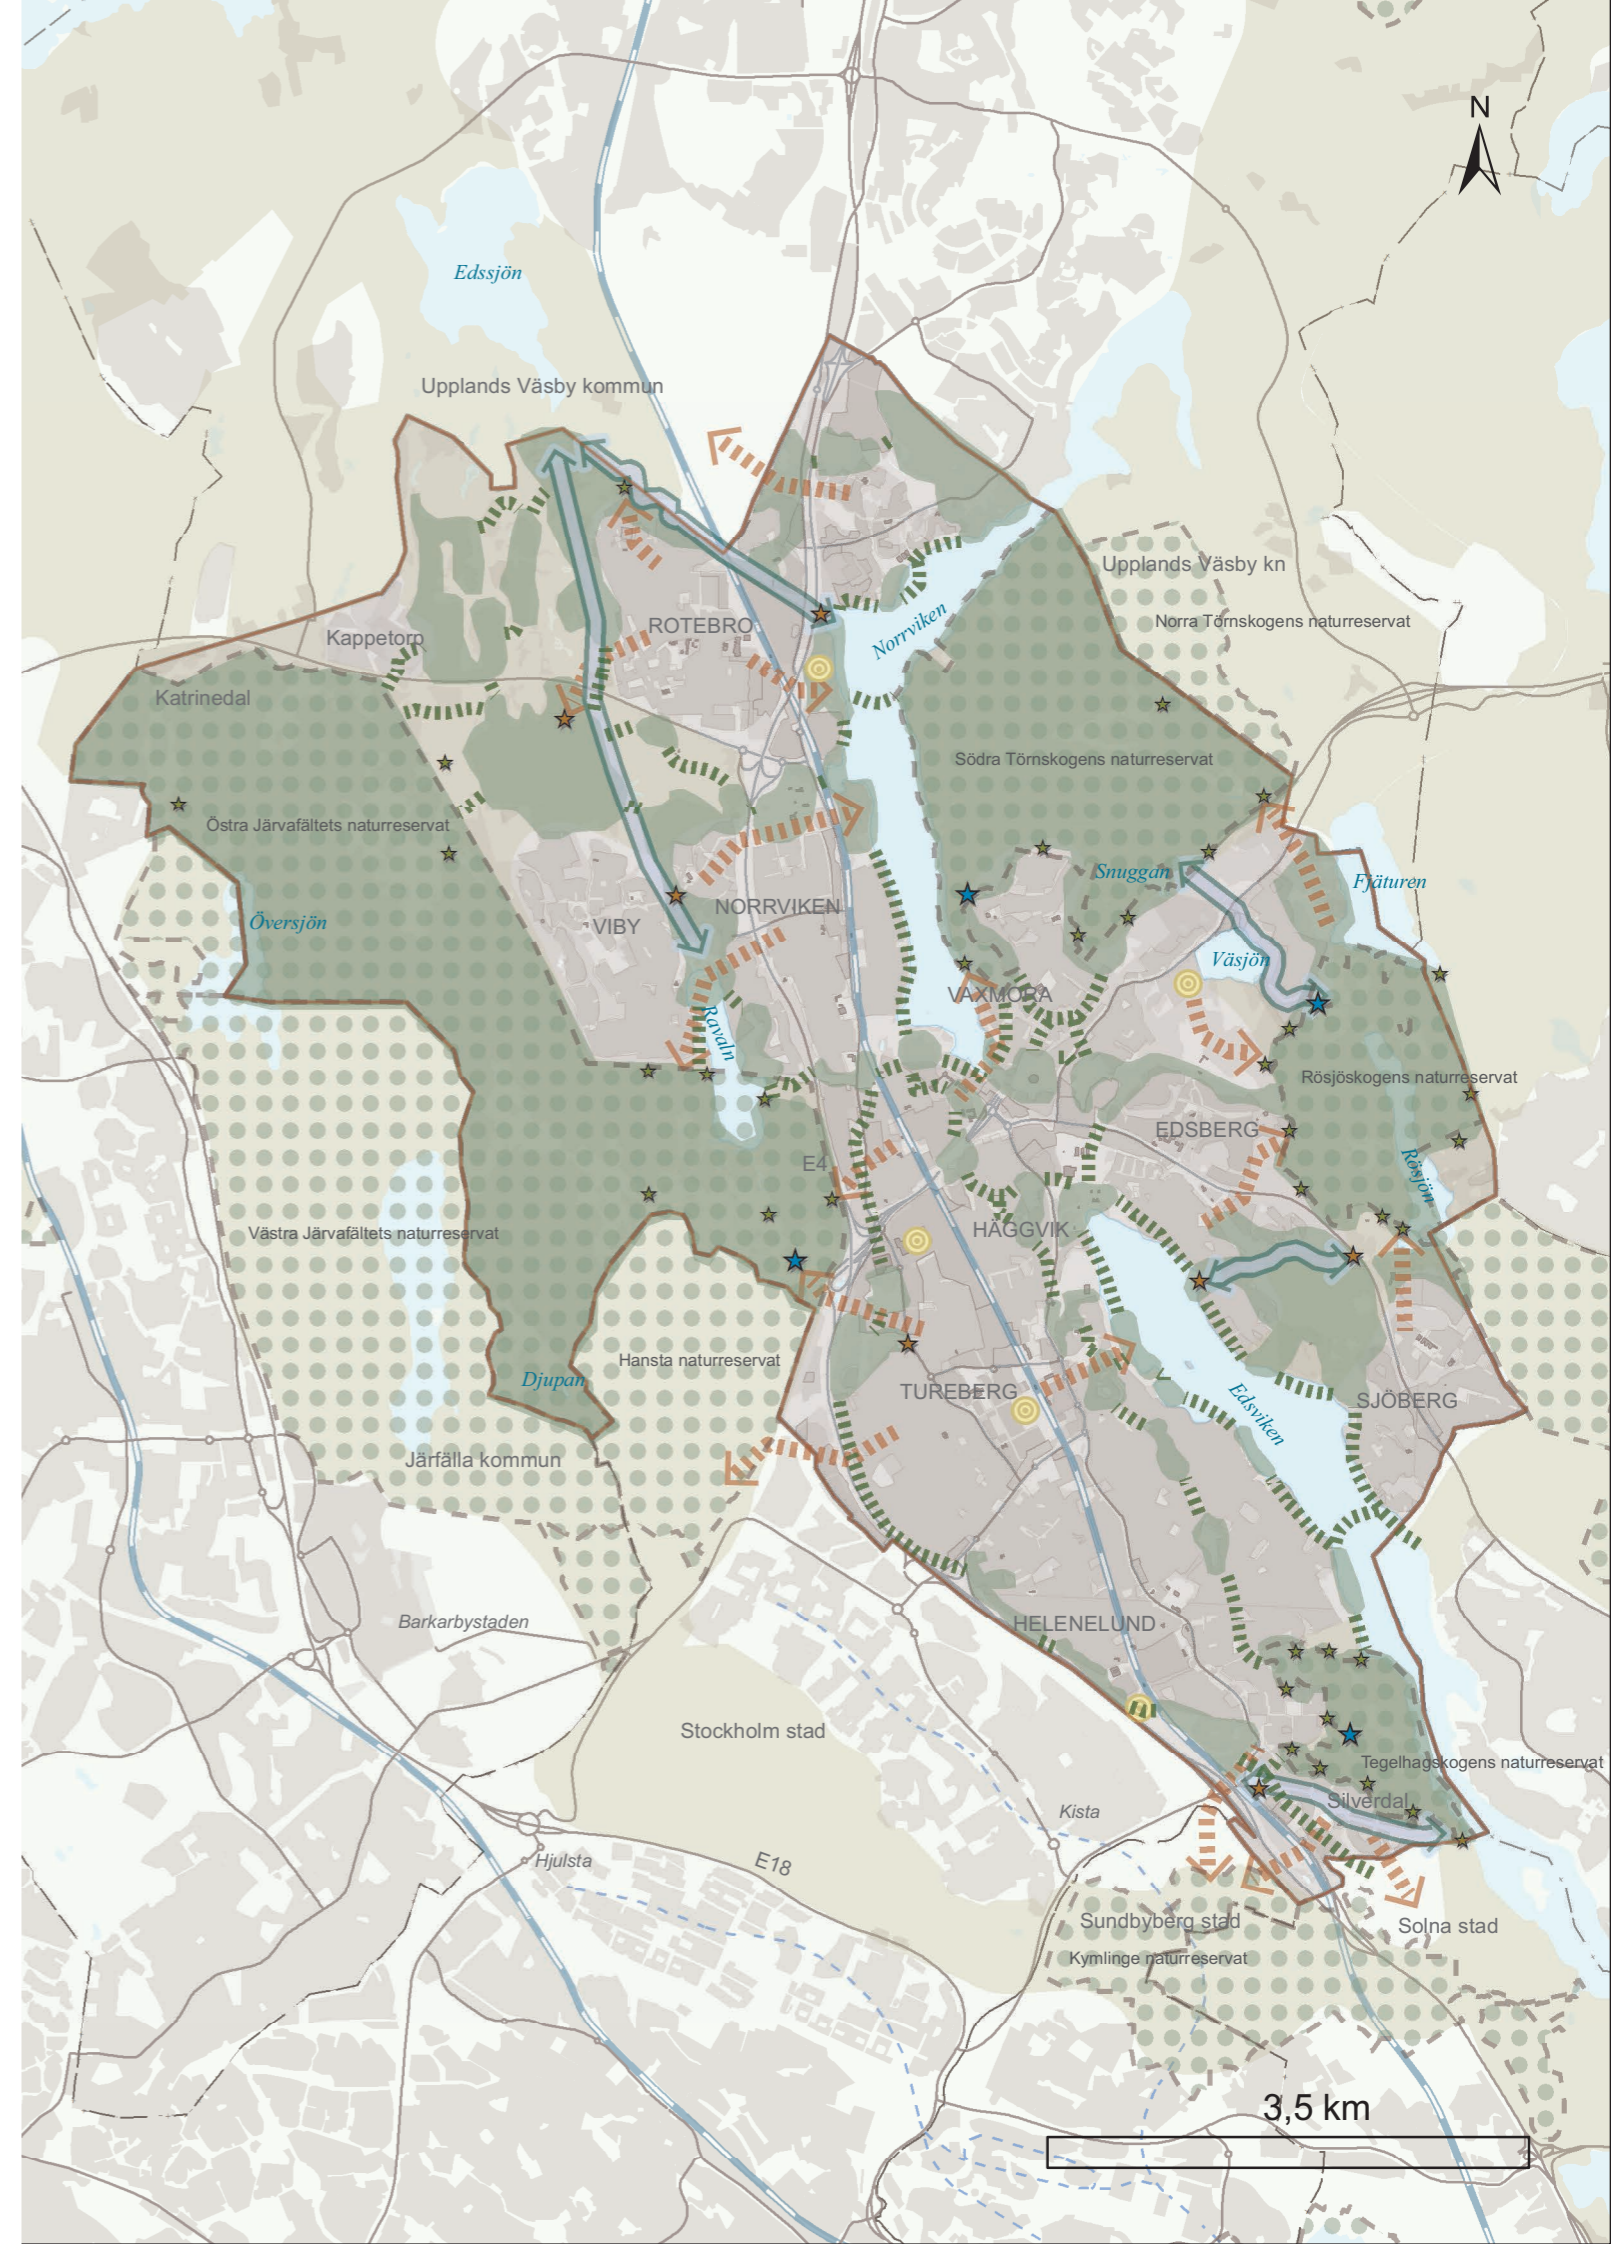 N
Edssjön
Upplands Väsby kommun
Upplands Väsby kn
Norrviken
Norra Törnskogens naturreservat
ROTEBRO
Kappetorp
Katrinedal
Södra Törnskogens naturreservat
Östra Järvafältets naturreservat
Snuggan
Fjäturen
NORRVIKEN
VIBY
Översjön
Väsjön
VAXMORA
Ravaln
Rösjöskogens naturreservat
EDSBERG
E4
Rösjön
Västra Järvafältets naturreservat
HÄGGVIK
Hansta naturreservat
Djupan
TUREBERG
SJÖBERG
Edsviken
Järfälla kommun
Barkarbystaden
HELENELUND
Stockholm stad
Tegelhagskogens naturreservat
Silverdal
Kista
Hjulsta
E18
Sundbyberg stad
Solna stad
Kymlinge naturreservat
3,5 km